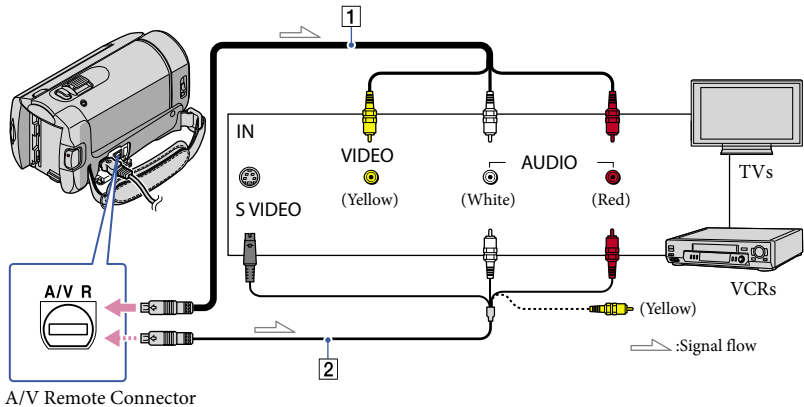 1
IN
VIDEO
AUDIO
(Yellow)
(White)
(Red)
S VIDEO
TVs
VCRs
A/V R
(Yellow)
:Signal flow
2
A/V Remote Connector